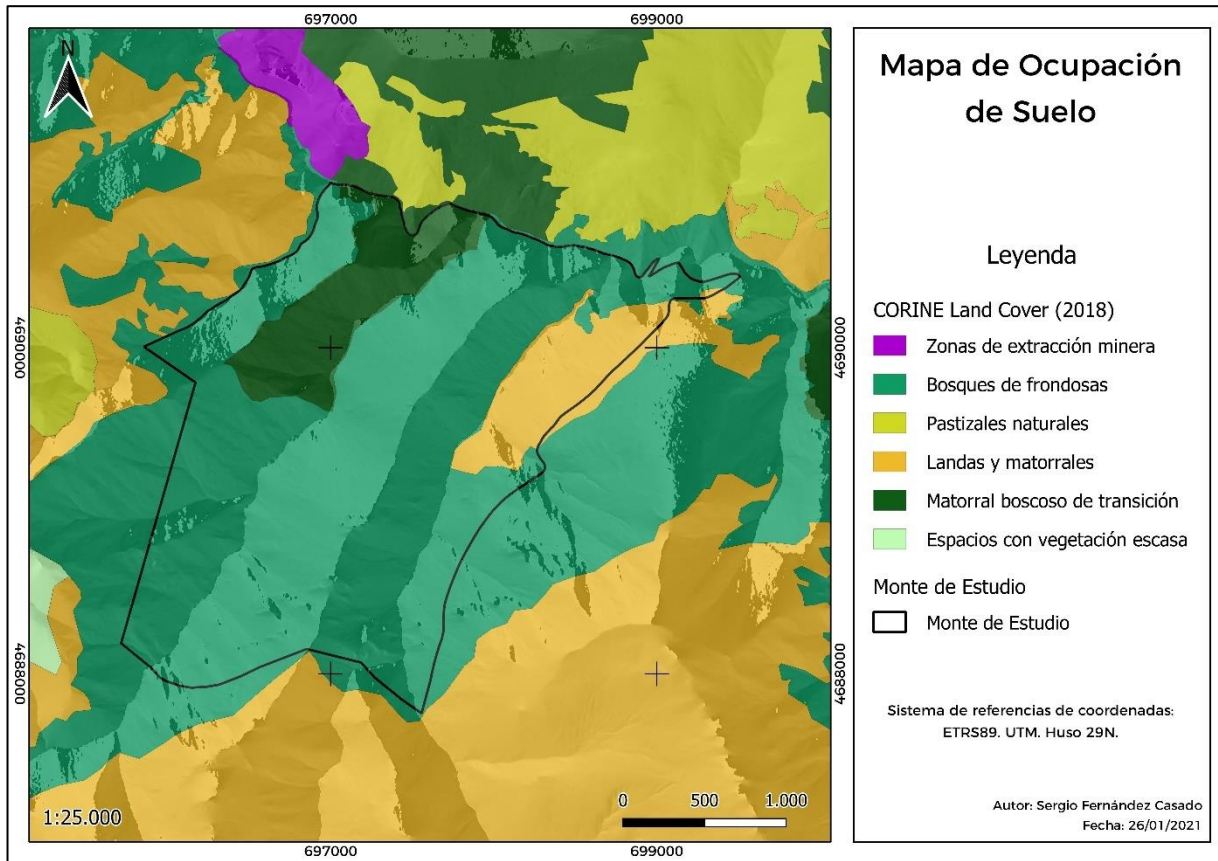 697000
699000
N
4690000
4690000
4688000
4688000
1:25.000
0 500 1.000
697000
699000
Mapa de Ocupación
de Suelo
Leyenda
CORINE Land Cover (2018)
Zonas de extracción minera
Bosques de frondosas
Pastizales naturales
Landas y matorrales
Matorral boscoso de transición
Espacios con vegetación escasa
Monte de Estudio
Monte de Estudio
Sistema de referencias de coordenadas:
ETRS89. UTM. Huso 29N.
Autor: Sergio Fernández Casado
Fecha: 26/01/2021